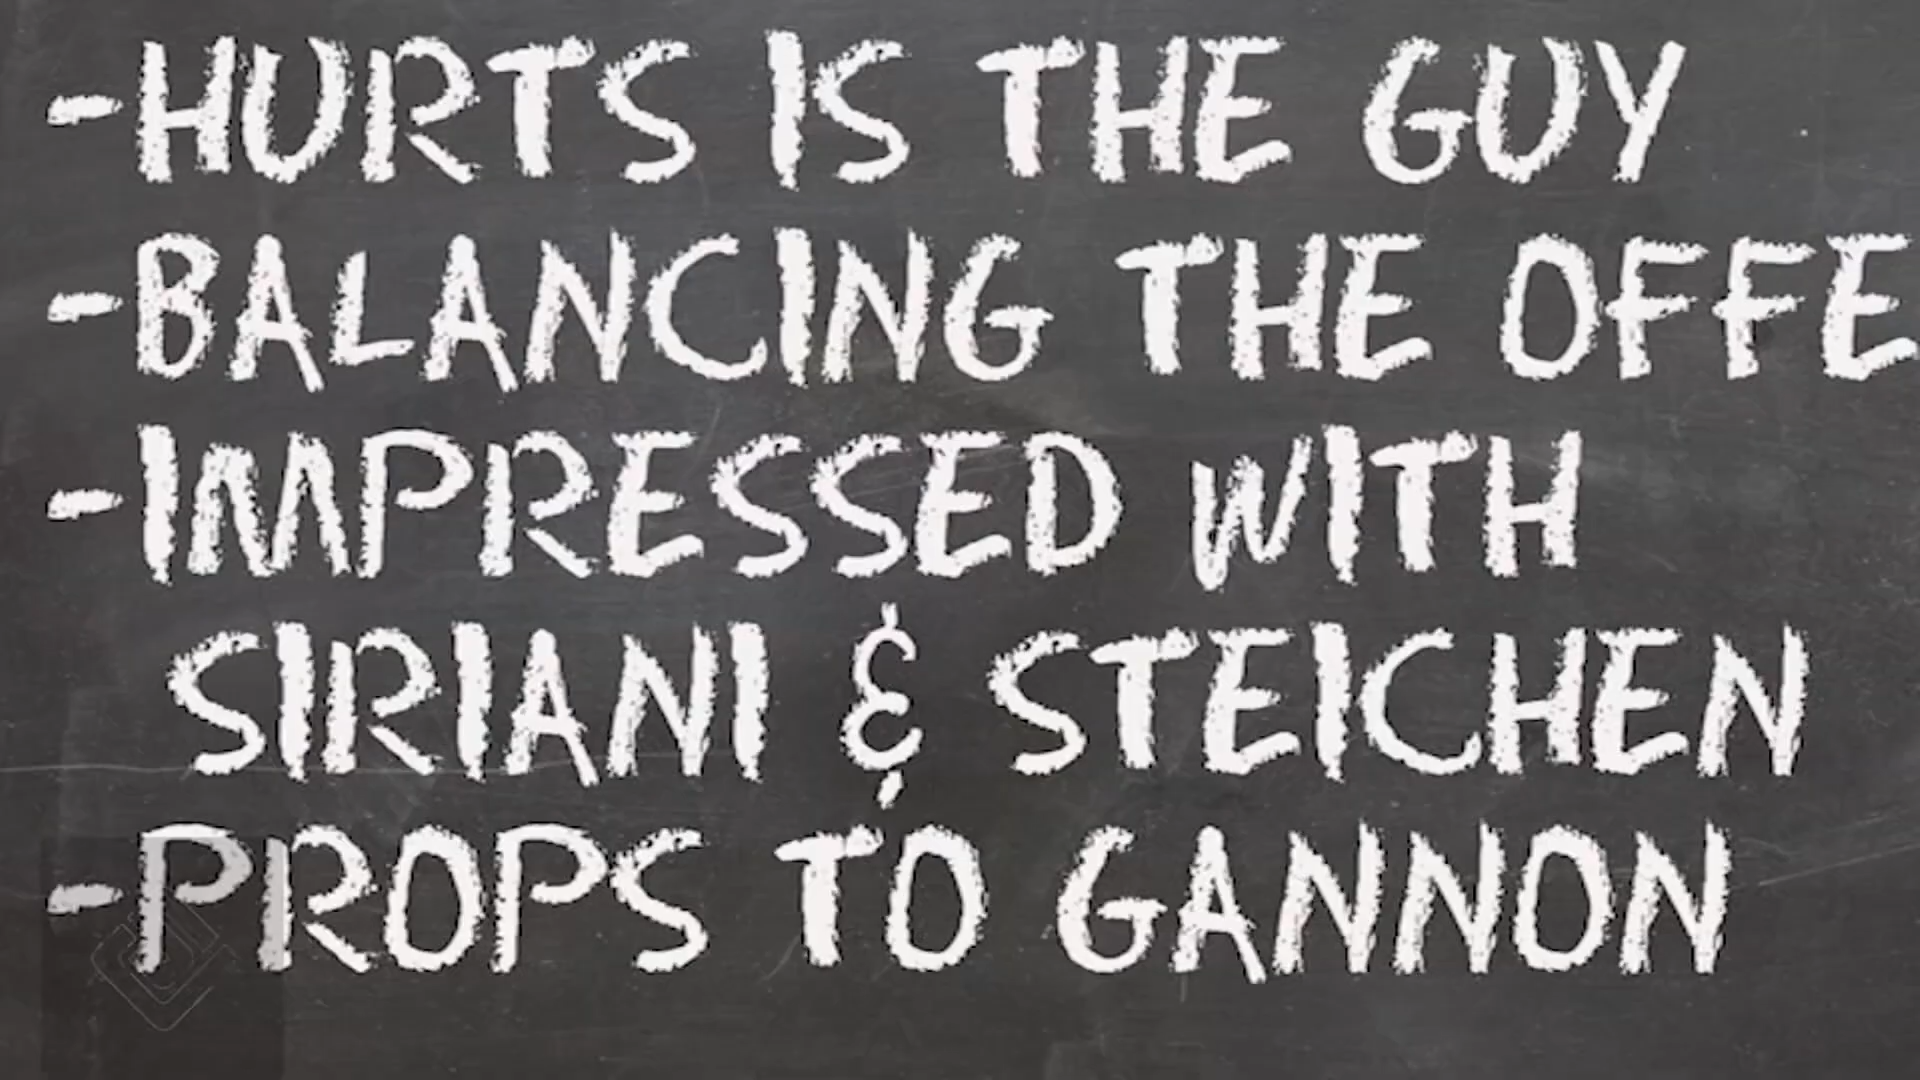 -HURTS IS THE GUY
-BALANCING THE OFFE
-IMPRESSED WITH
SIRIANI & STEICHEN
-PROPS TO GANNON